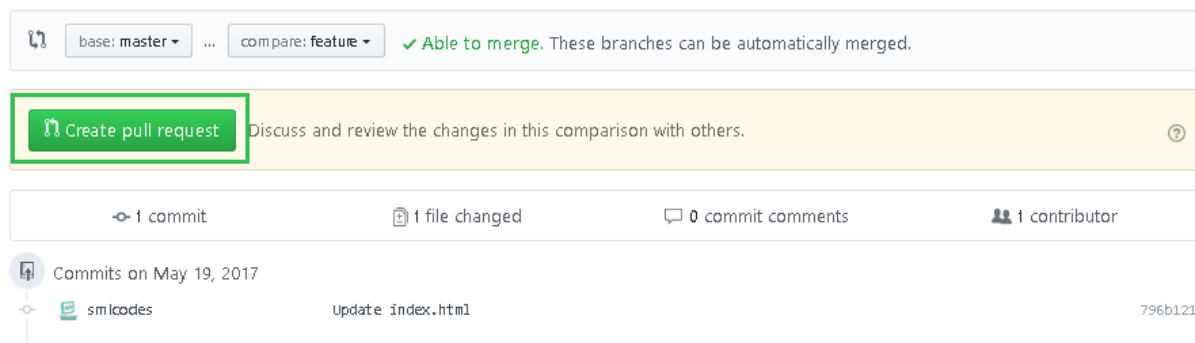 base: master ... compare: feature ✓ Able to merge. These branches can be automatically merged.
Create pull request Discuss and review the changes in this comparison with others. ?
1 commit 1 file changed 0 commit comments 1 contributor
Commits on May 19, 2017
smlcodes Update index.html 796b121